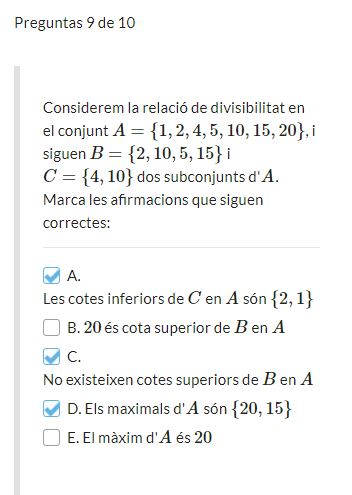 Preguntas 9 de 10
Considerem la relació de divisibilitat en
el conjunt A = {1, 2, 4, 5, 10, 15, 20}, i
siguen B = {2, 10, 5, 15} i
C = {4, 10} dos subconjunts d'A.
Marca les afirmacions que siguen
correctes:
A.
Les cotes inferiors de C en A són {2, 1}
B. 20 és cota superior de B en A
C.
No existeixen cotes superiors de B en A
D. Els maximals d'A són {20, 15}
E. El màxim d'A és 20